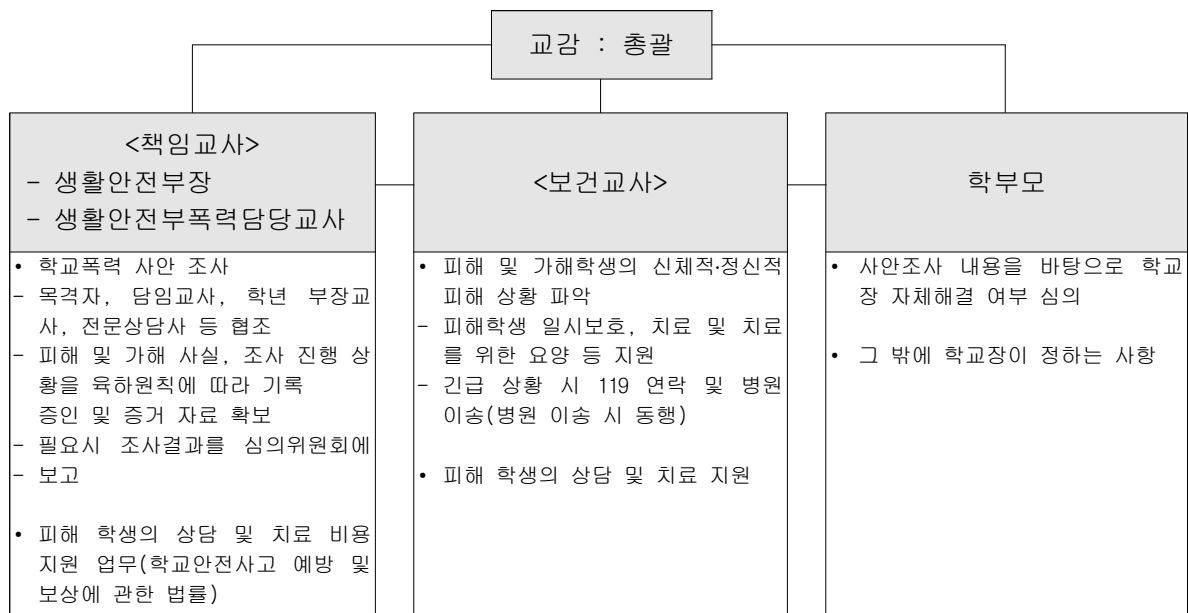 교감 : 총괄
<책임교사>
- 생활안전부장
- 생활안전부폭력담당교사
• 학교폭력 사안 조사
- 목격자, 담임교사, 학년 부장교
사, 전문상담사 등 협조
- 피해 및 가해 사실, 조사 진행 상
황을 육하원칙에 따라 기록
증인 및 증거 자료 확보
- 필요시 조사결과를 심의위원회에
- 보고
• 피해 학생의 상담 및 치료 비용
지원 업무(학교안전사고 예방 및
보상에 관한 법률)
<보건교사>
• 피해 및 가해학생의 신체적·정신적
피해 상황 파악
- 피해학생 일시보호, 치료 및 치료
를 위한 요양 등 지원
- 긴급 상황 시 119 연락 및 병원
이송(병원 이송 시 동행)
• 피해 학생의 상담 및 치료 지원
학부모
• 사안조사 내용을 바탕으로 학교
장 자체해결 여부 심의
• 그 밖에 학교장이 정하는 사항